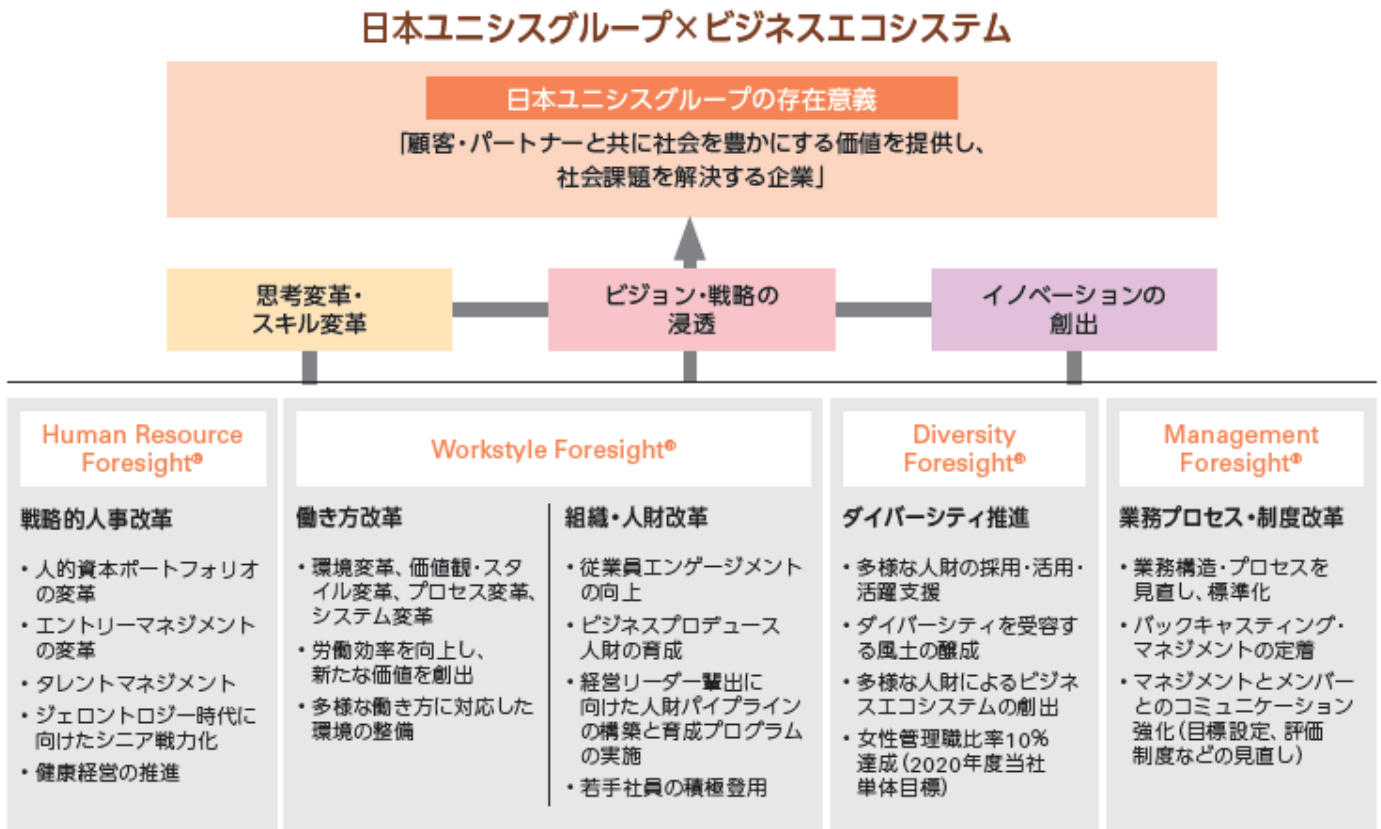 日本ユニシスグループ×ビジネスエコシステム
日本ユニシスグループの存在意義
「顧客・パートナーと共に社会を豊かにする価値を提供し、
社会課題を解決する企業」
思考変革・
スキル変革
ビジョン・戦略の
浸透
イノベーションの
創出
Human Resource
Foresight®
戦略的人事改革
・人的資本ポートフォリオ
の変革
・エントリーマネジメント
の変革
・タレントマネジメント
・ジェロントロジー時代に
向けたシニア戦力化
・健康経営の推進
Workstyle Foresight®
働き方改革
・環境変革、価値観・スタ
イル変革、プロセス変革、
システム変革
・労働効率を向上し、
新たな価値を創出
・多様な働き方に対応した
環境の整備
組織・人財改革
・従業員エンゲージメント
の向上
・ビジネスプロデュース
人財の育成
・経営リーダー輩出に
向けた人財パイプライン
の構築と育成プログラム
の実施
・若手社員の積極登用
Diversity
Foresight®
ダイバーシティ推進
・多様な人財の採用・活用・
活躍支援
・ダイバーシティを受容す
る風土の醸成
・多様な人財によるビジネ
スエコシステムの創出
・女性管理職比率10%
達成（2020年度当社
単体目標）
Management
Foresight®
業務プロセス・制度改革
・業務構造・プロセスを
見直し、標準化
・バックキャスティング・
マネジメントの定着
・マネジメントとメンバー
とのコミュニケーション
強化（目標設定、評価
制度などの見直し）